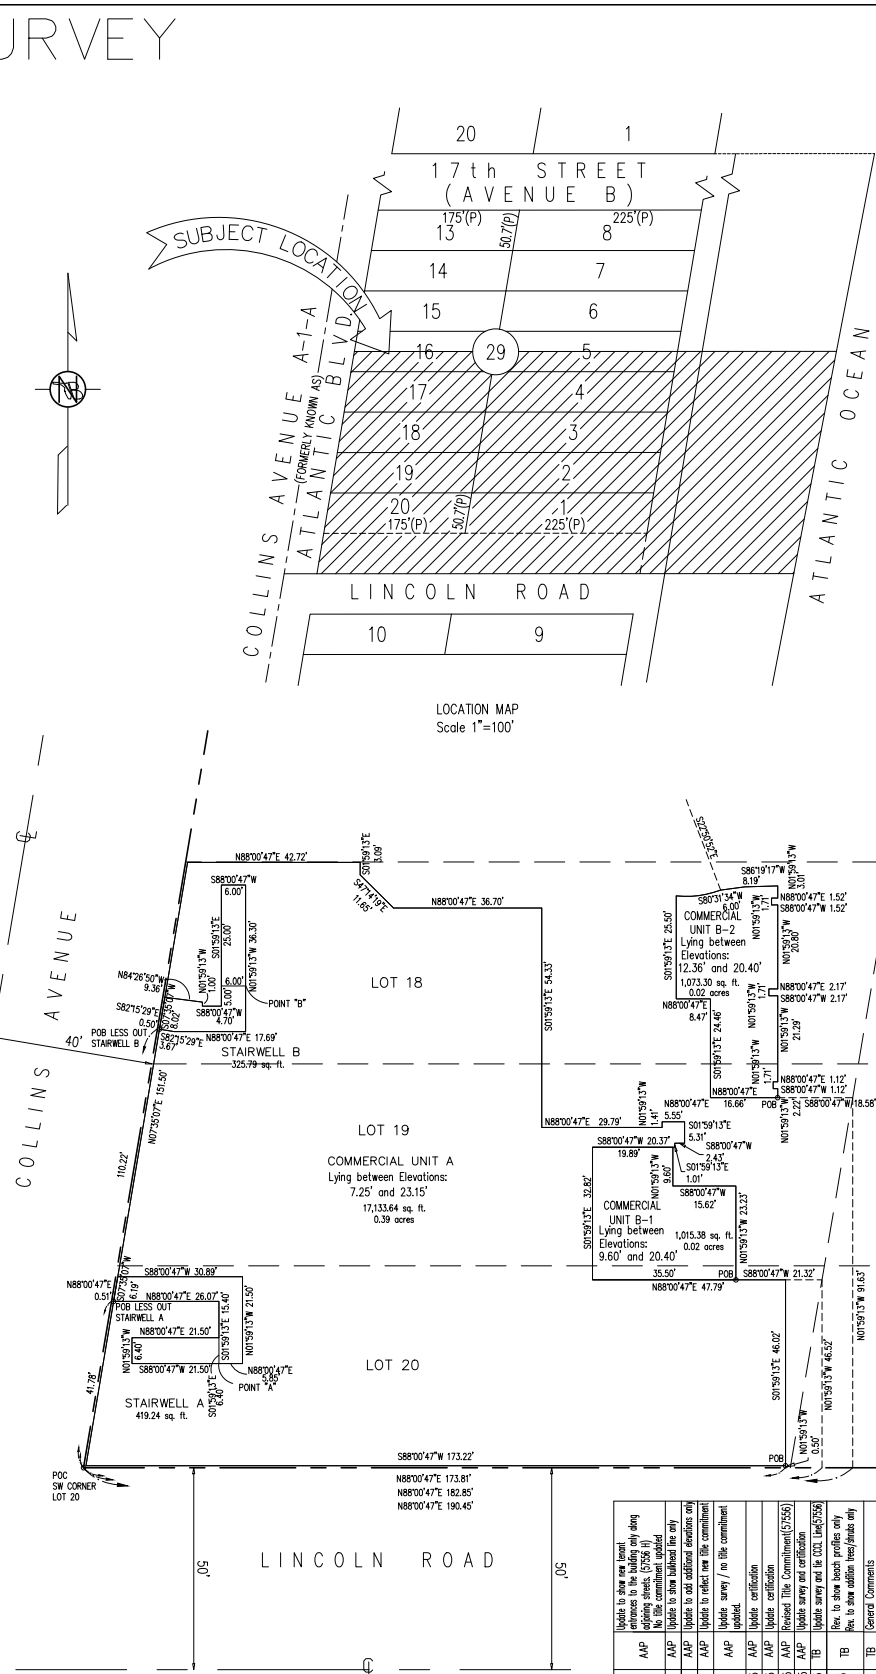 URVEY
20
1
17th STREET
(AVENUE B)
175'(P)
50.7'(P)
225'(P)
13
8
SUBJECT LOCATION
14
7
15
6
16
29
5
17
4
18
3
19
2
20
1
175'(P)
50.7'(P)
225'(P)
COLLINS AVENUE A-1-A
(FORMERLY KNOWN AS)
ATLANTIC BLVD.
ATLANTIC OCEAN
LINCOLN ROAD
10
9
LOCATION MAP
Scale 1"=100'
COLLINS AVENUE
40'
N88°00'47"E 42.72'
S01°59'13"E
3.09'
S47°14'19"E
11.65'
N88°00'47"E 36.70'
S01°59'13"E 54.33'
LOT 18
S88°00'47"W
6.00'
S01°59'13"E
25.00'
N01°59'13"W 36.30'
N01°59'13"W
1.00'
6.00'
5.00'
S88°00'47"W
4.70'
POINT "B"
N84°26'50"W
9.36'
S07°35'07"W
8.02'
S82°15'29"E
0.50'
POB LESS OUT
STAIRWELL B
S82°15'29"E
3.67'
N88°00'47"E 17.69'
STAIRWELL B
325.79 sq. ft.
N07°35'07"E 151.50'
110.22'
S22°50'52"E
S86°19'17"W
8.19'
N01°59'13"W
3.01'
S80°31'34"W
6.00'
N01°59'13"W
1.71'
N88°00'47"E 1.52'
S88°00'47"W 1.52'
COMMERCIAL
UNIT B-2
Lying between
Elevations:
12.36' and 20.40'
1,073.30 sq. ft.
0.02 acres
S01°59'13"E 25.50'
N01°59'13"W
20.80'
N01°59'13"W
1.71'
N88°00'47"E 2.17'
S88°00'47"W 2.17'
N88°00'47"E
8.47'
S01°59'13"E 24.46'
N01°59'13"W
21.29'
N01°59'13"W
1.71'
N88°00'47"E 1.12'
S88°00'47"W 1.12'
N88°00'47"E
16.66'
POB
N01°59'13"W
2.22'
S88°00'47"W 18.58'
LOT 19
N88°00'47"E 29.79'
N01°59'13"W
1.41'
N88°00'47"E
5.55'
S01°59'13"E
5.31'
S88°00'47"W
2.43'
S01°59'13"E
1.01'
COMMERCIAL UNIT A
Lying between Elevations:
7.25' and 23.15'
17,133.64 sq. ft.
0.39 acres
S88°00'47"W 20.37'
19.89'
N01°59'13"W
9.60'
S88°00'47"W
15.62'
S01°59'13"E 32.82'
COMMERCIAL
UNIT B-1
Lying between
Elevations:
9.60' and 20.40'
1,015.38 sq. ft.
0.02 acres
N01°59'13"W 23.23'
35.50'
POB
S88°00'47"W 21.32'
N88°00'47"E 47.79'
N01°59'13"W 91.63'
S01°59'13"E 46.02'
N01°59'13"W 46.52'
N01°59'13"W
0.50'
POB
S07°35'07"W
6.19'
S88°00'47"W 30.89'
N88°00'47"E
0.51'
N88°00'47"E 26.07'
POB LESS OUT
STAIRWELL A
S01°59'13"E 15.40'
N01°59'13"W 21.50'
N88°00'47"E 21.50'
N01°59'13"W
6.40'
S88°00'47"W 21.50'
S01°59'13"E
6.40'
N88°00'47"E
5.85'
POINT "A"
STAIRWELL A
419.24 sq. ft.
41.78'
LOT 20
POC
SW CORNER
LOT 20
S88°00'47"W 173.22'
N88°00'47"E 173.81'
N88°00'47"E 182.85'
N88°00'47"E 190.45'
LINCOLN ROAD
50'
50'
Update to show new tenant
entrances to the building only along
adjoining streets. (57556 H)
No title commitment updated
AAP
Update to show bulkhead line only
AAP
Update to add additional elevations only
AAP
Update to reflect new title commitment
AAP
Update survey / no title commitment
updated.
AAP
Update certification
AAP
Update certification
AAP
Revised Title Commitment(57556)
AAP
Update survey and certification
AAP
Update survey and tie CCCL Line(57556)
TB
Rev. to show beach profiles only
Rev. to show addition trees/shrubs only
TB
General Comments
TB